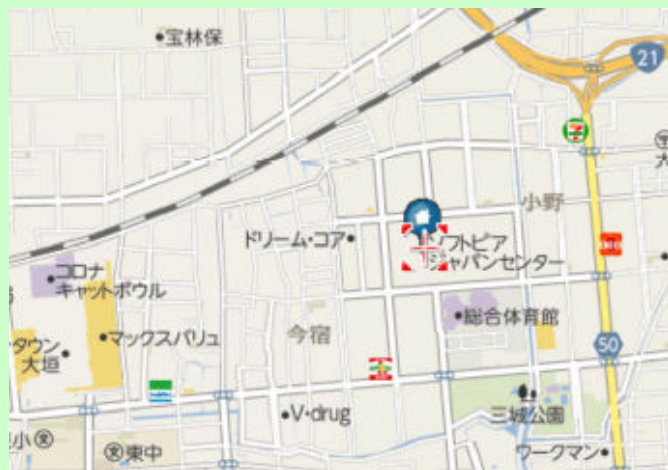 宝林保
21
小野
ドリーム・コア
フトピア
ジャパンセンター
コロナ
キャットボウル
総合体育館
今宿
マックスバリュ
タウン
大垣
50
V・drug
三城公園
東中
ワークマン